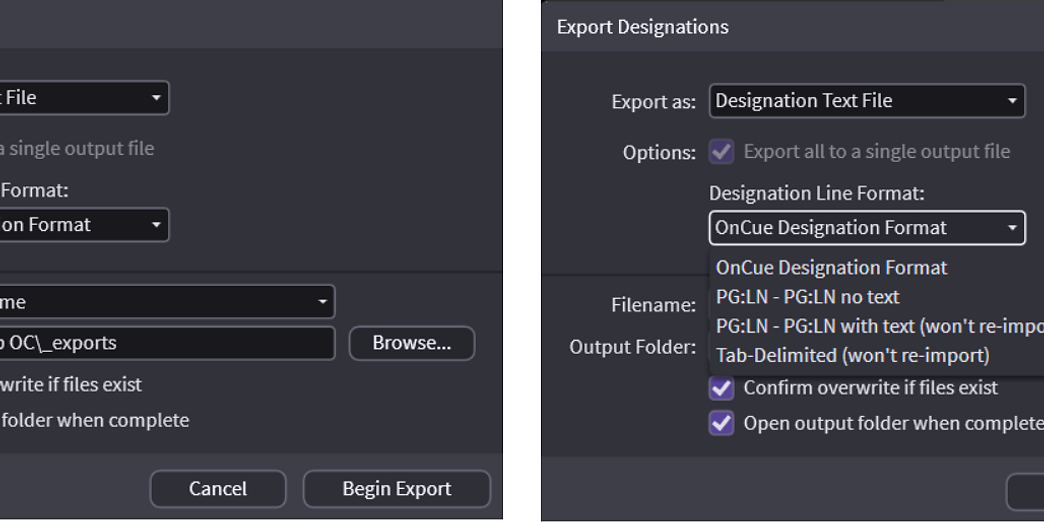 t File
a single output file
Format:
on Format
me
o OC\_exports
Browse...
write if files exist
folder when complete
Cancel
Begin Export
Export Designations
Export as:
Designation Text File
Options:
Export all to a single output file
Designation Line Format:
OnCue Designation Format
OnCue Designation Format
PG:LN - PG:LN no text
Filename:
PG:LN - PG:LN with text (won't re-impo
Output Folder:
Tab-Delimited (won't re-import)
Confirm overwrite if files exist
Open output folder when complete